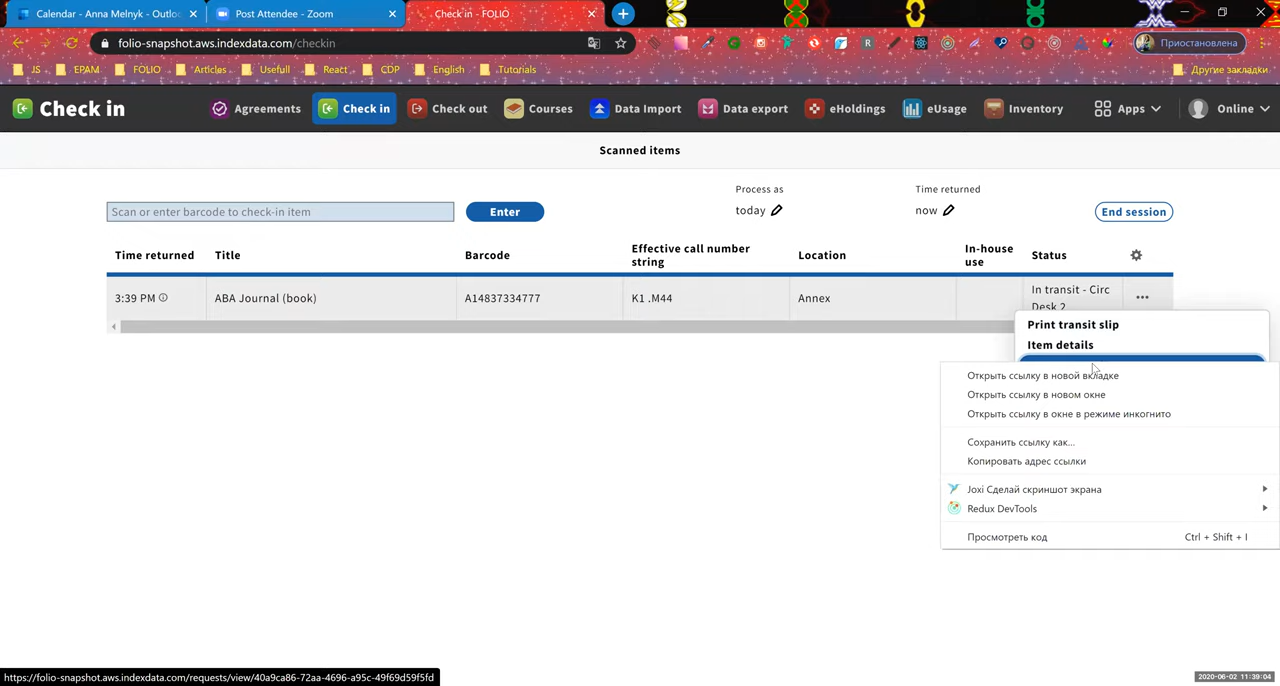 Calendar - Anna Melnyk - Outlo
Post Attendee - Zoom
Check in - FOLIO
folio-snapshot.aws.indexdata.com/checkin
Приостановлена
JS
EPAM
FOLIO
Articles
Usefull
React
CDP
English
Tutorials
Другие закладки
Check in
Agreements
Check in
Check out
Courses
Data Import
Data export
eHoldings
eUsage
Inventory
Apps
Online
Scanned items
Process as
Time returned
Scan or enter barcode to check-in item
Enter
today
now
End session
Time returned
Title
Barcode
Effective call number string
Location
In-house use
Status
3:39 PM
ABA Journal (book)
A14837334777
K1 .M44
Annex
In transit - Circ Desk 2
Print transit slip
Item details
Открыть ссылку в новой вкладке
Открыть ссылку в новом окне
Открыть ссылку в окне в режиме инкогнито
Сохранить ссылку как...
Копировать адрес ссылки
Joxi Сделай скриншот экрана
Redux DevTools
Просмотреть код
Ctrl + Shift + I
https://folio-snapshot.aws.indexdata.com/requests/view/40a9ca86-72aa-4696-a95c-49f69d59f5fd
2020-06-02 11:39:04